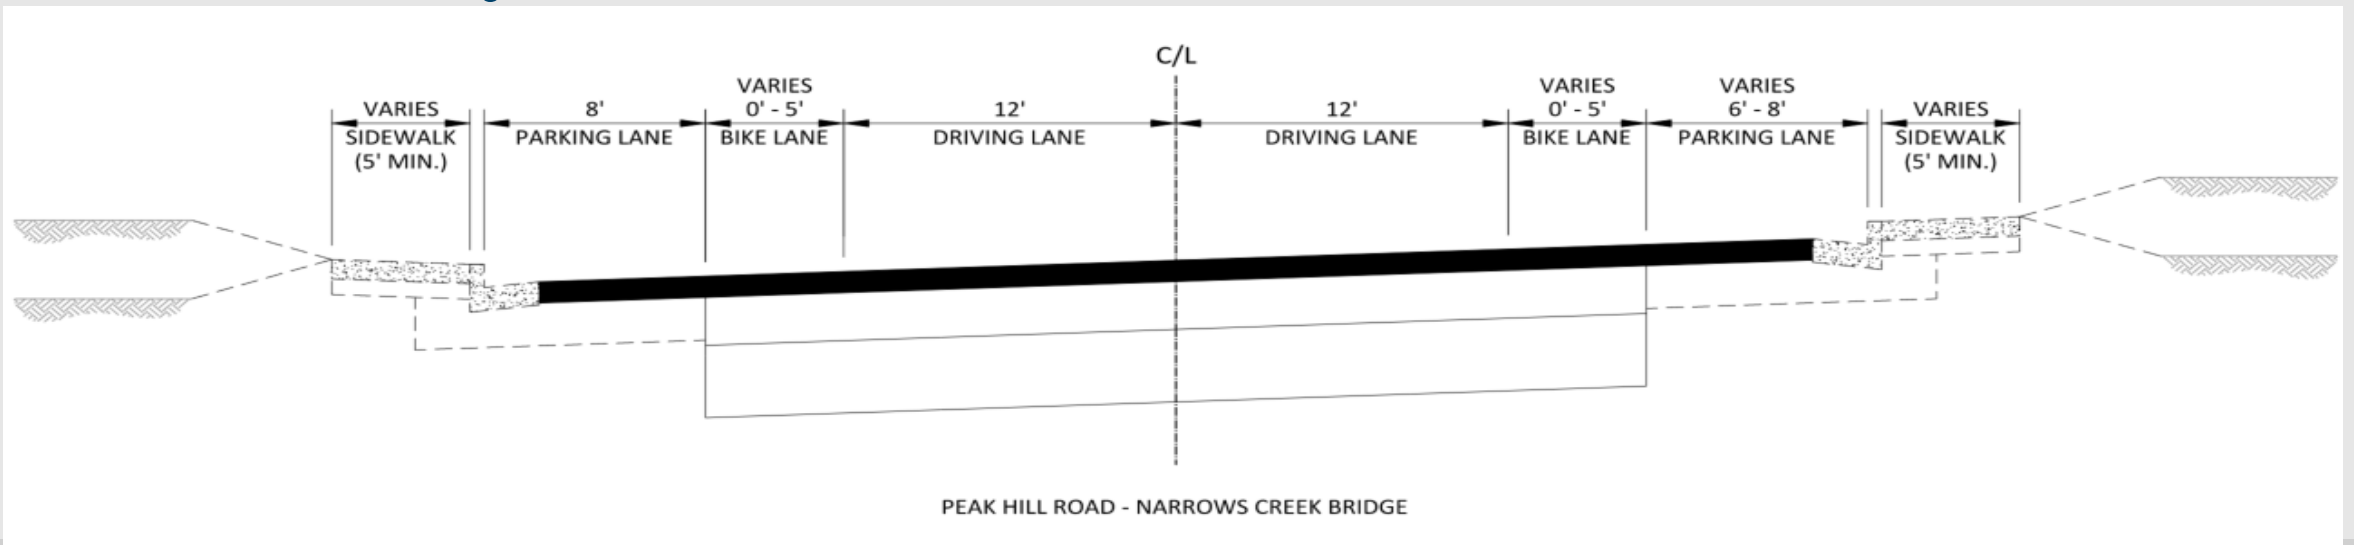 C/L
VARIES
SIDEWALK
(5' MIN.)
8'
PARKING LANE
VARIES
0' - 5'
BIKE LANE
12'
DRIVING LANE
12'
DRIVING LANE
VARIES
0' - 5'
BIKE LANE
VARIES
6' - 8'
PARKING LANE
VARIES
SIDEWALK
(5' MIN.)
PEAK HILL ROAD - NARROWS CREEK BRIDGE